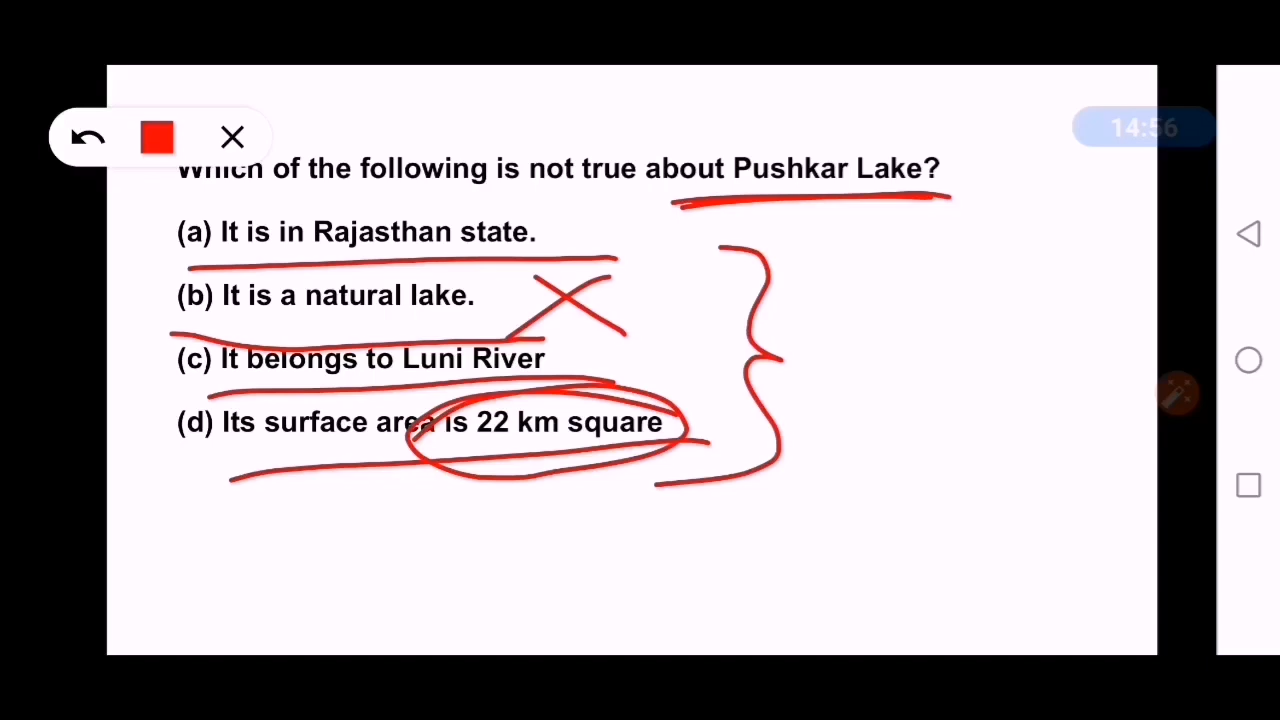 14:56
Which of the following is not true about Pushkar Lake?
(a) It is in Rajasthan state.
(b) It is a natural lake.
(c) It belongs to Luni River
(d) Its surface area is 22 km square